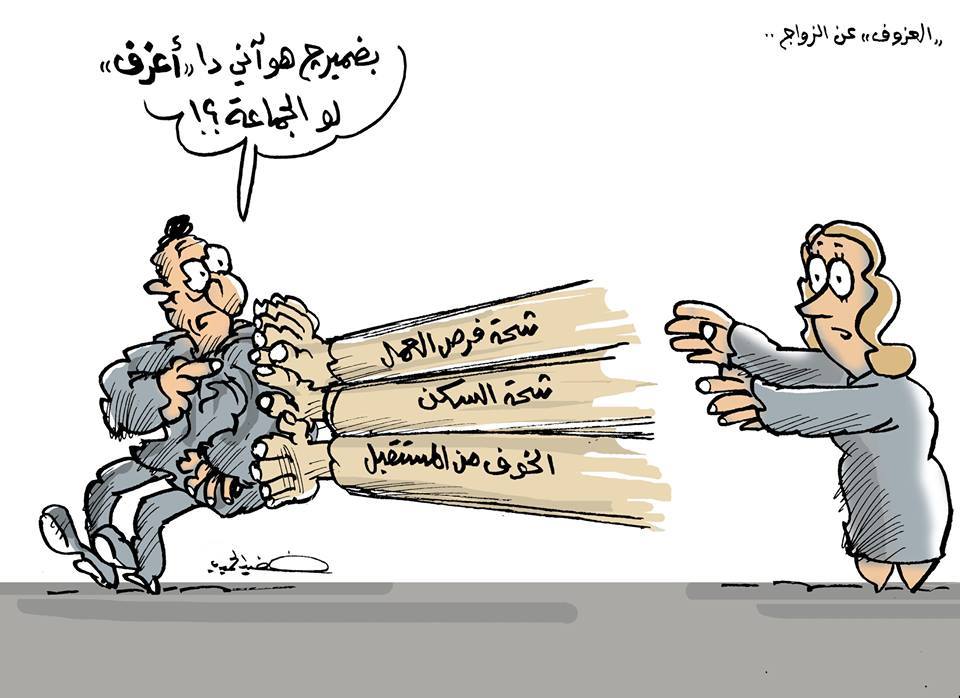 «العزوف» عن الزواج ..
بضميرج هو آني دا «أعزف»
لو الجماعة ؟!
شحة فرص العمل
شحة السكن
الخوف من المستقبل